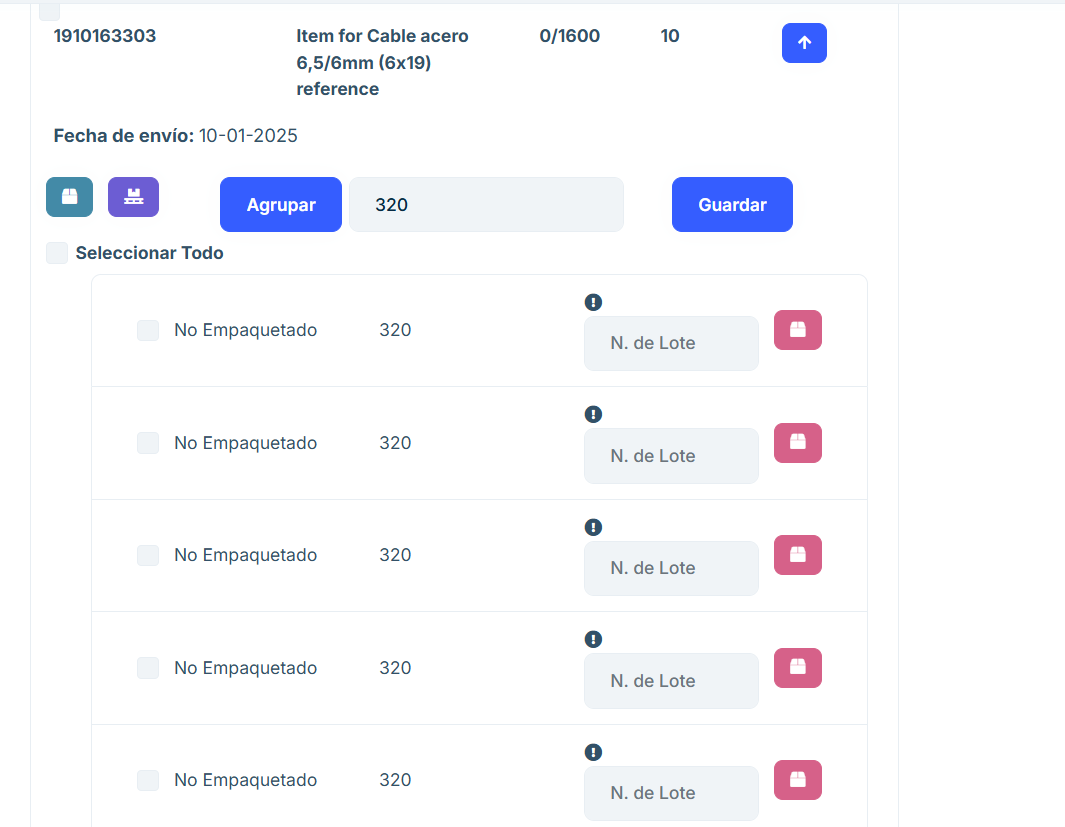 1910163303 Item for Cable acero 0/1600 10
6,5/6mm (6x19)
reference
Fecha de envío: 10-01-2025
Agrupar 320 Guardar
Seleccionar Todo
No Empaquetado 320 N. de Lote
No Empaquetado 320 N. de Lote
No Empaquetado 320 N. de Lote
No Empaquetado 320 N. de Lote
No Empaquetado 320 N. de Lote